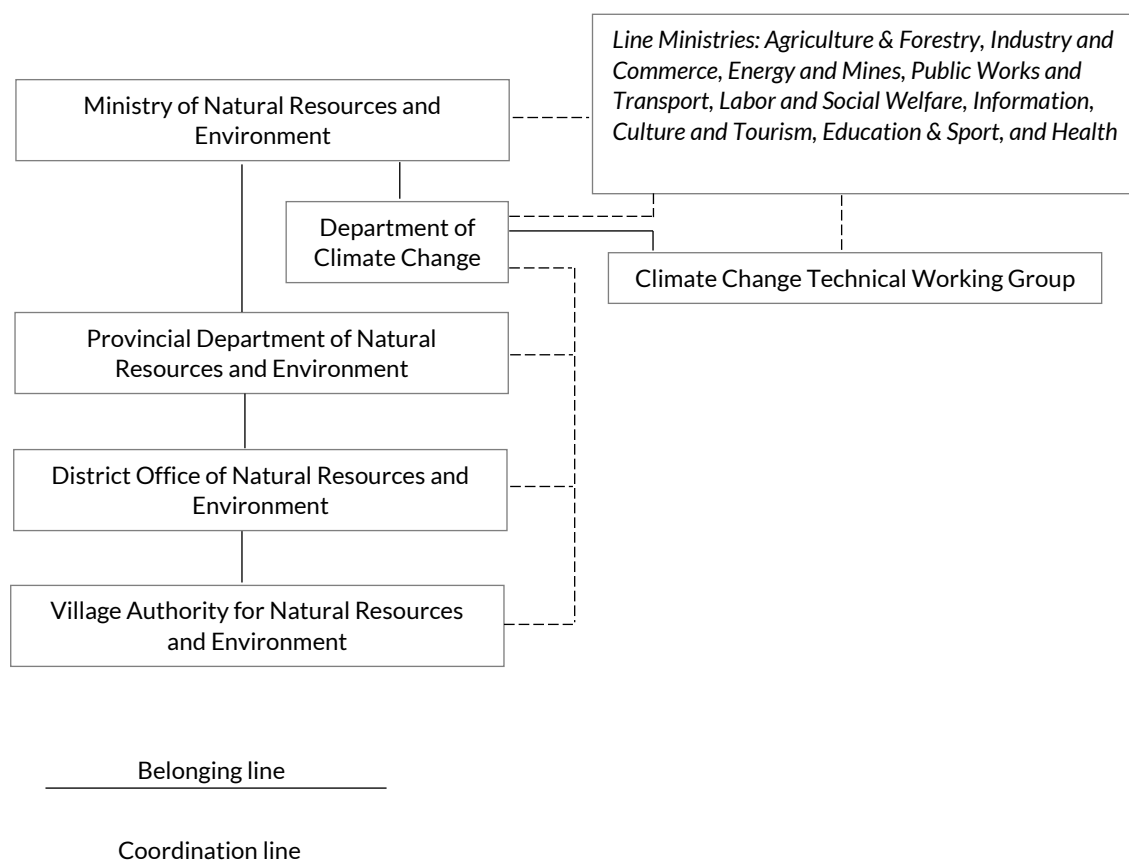 Line Ministries: Agriculture & Forestry, Industry and
Commerce, Energy and Mines, Public Works and
Transport, Labor and Social Welfare, Information,
Culture and Tourism, Education & Sport, and Health
Ministry of Natural Resources and
Environment
Department of
Climate Change
Climate Change Technical Working Group
Provincial Department of Natural
Resources and Environment
District Office of Natural Resources and
Environment
Village Authority for Natural Resources
and Environment
Belonging line
Coordination line